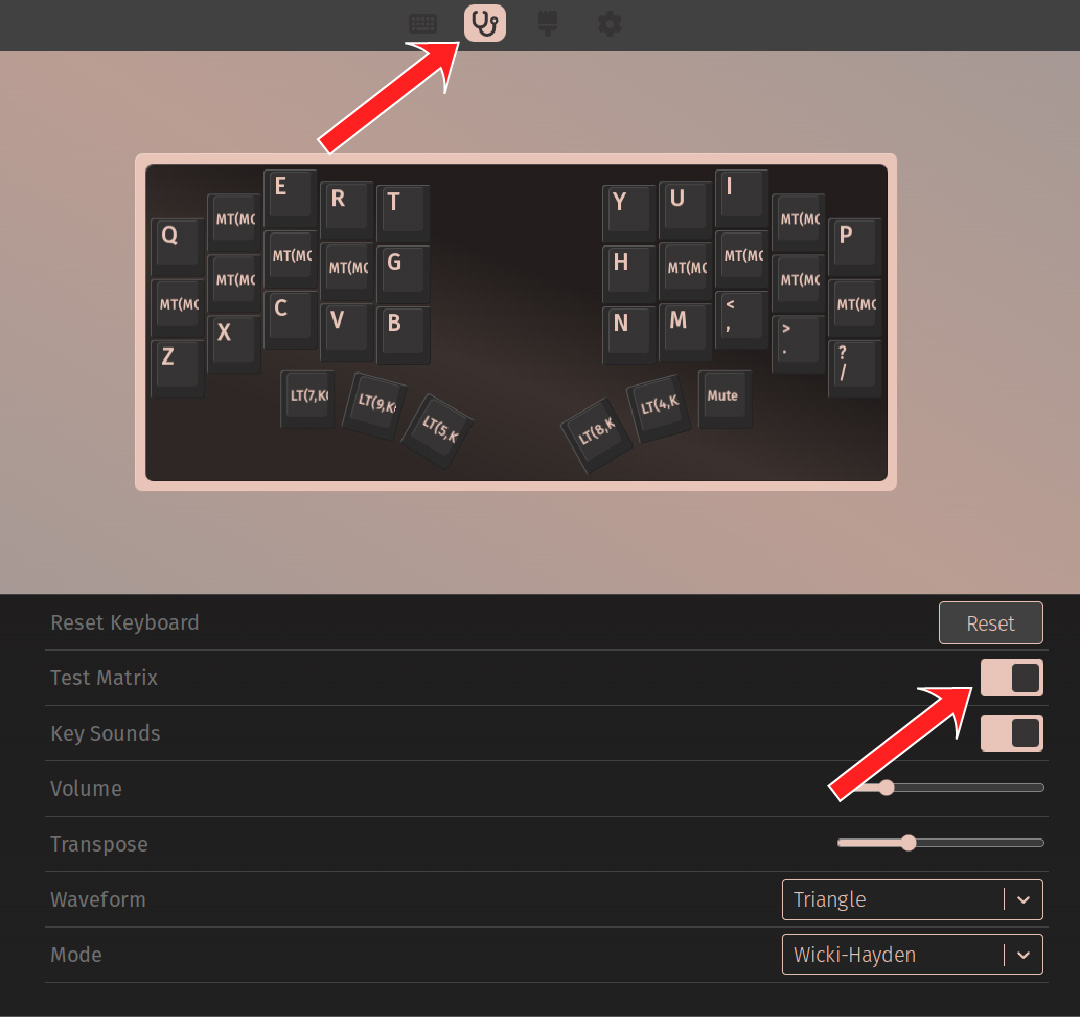 E
I
R
U
T
Y
Q
MT(MC
MT(MC
P
MT(MC
MT(MC
G
H
MT(MC
MT(MC
MT(MC
MT(MC
MT(MC
MT(MC
C
V
B
N
M
<
,
X
>
.
Z
?
/
LT(7,K
LT(9,K
LT(5,K
LT(8,K
LT(4,K
Mute
Reset Keyboard
Reset
Test Matrix
Key Sounds
Volume
Transpose
Waveform
Triangle
Mode
Wicki-Hayden